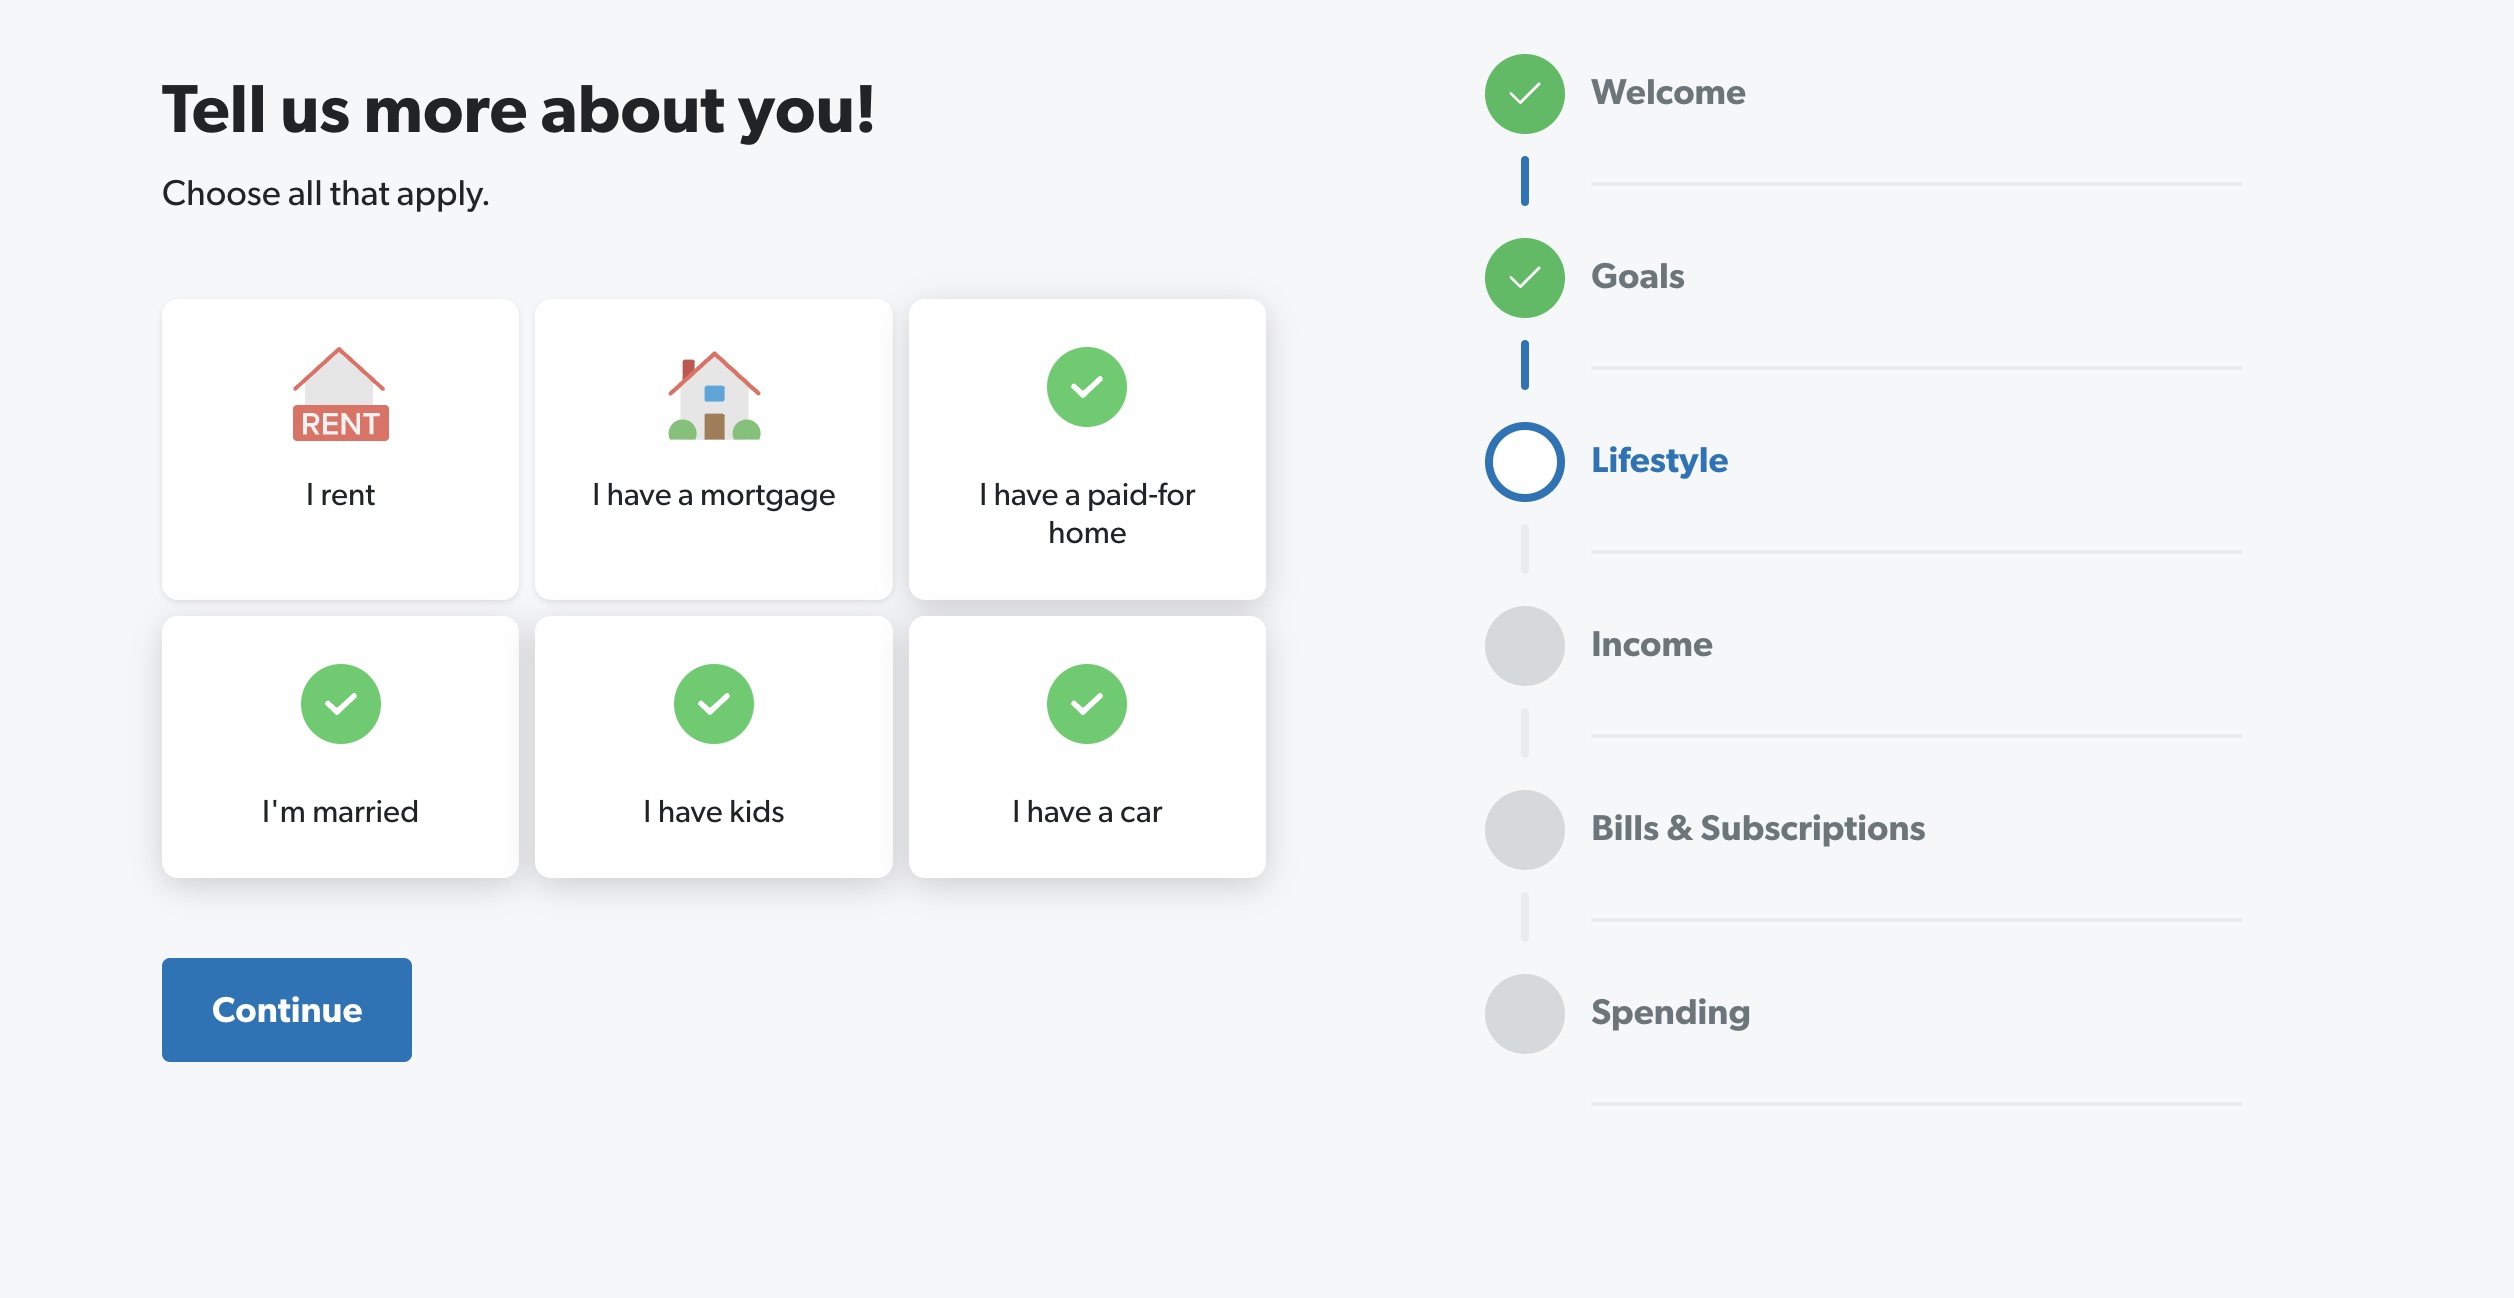 Tell us more about you!
Choose all that apply.
RENT
I rent
I have a mortgage
I have a paid-for
home
I'm married
I have kids
I have a car
Continue
Welcome
Goals
Lifestyle
Income
Bills & Subscriptions
Spending